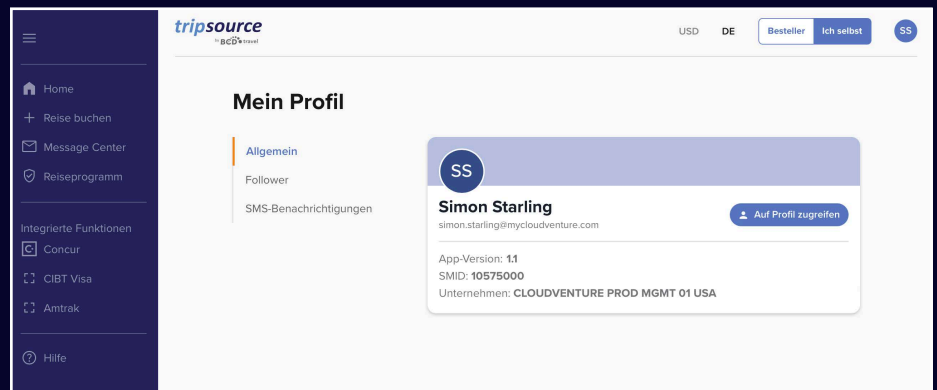 tripsource
by BCD travel
USD DE Besteller Ich selbst SS
Home
Reise buchen
Message Center
Reiseprogramm
Integrierte Funktionen
Concur
CIBT Visa
Amtrak
Hilfe
Mein Profil
Allgemein
Follower
SMS-Benachrichtigungen
SS
Simon Starling
simon.starling@mycloudventure.com
Auf Profil zugreifen
App-Version: 1.1
SMID: 10575000
Unternehmen: CLOUDVENTURE PROD MGMT 01 USA